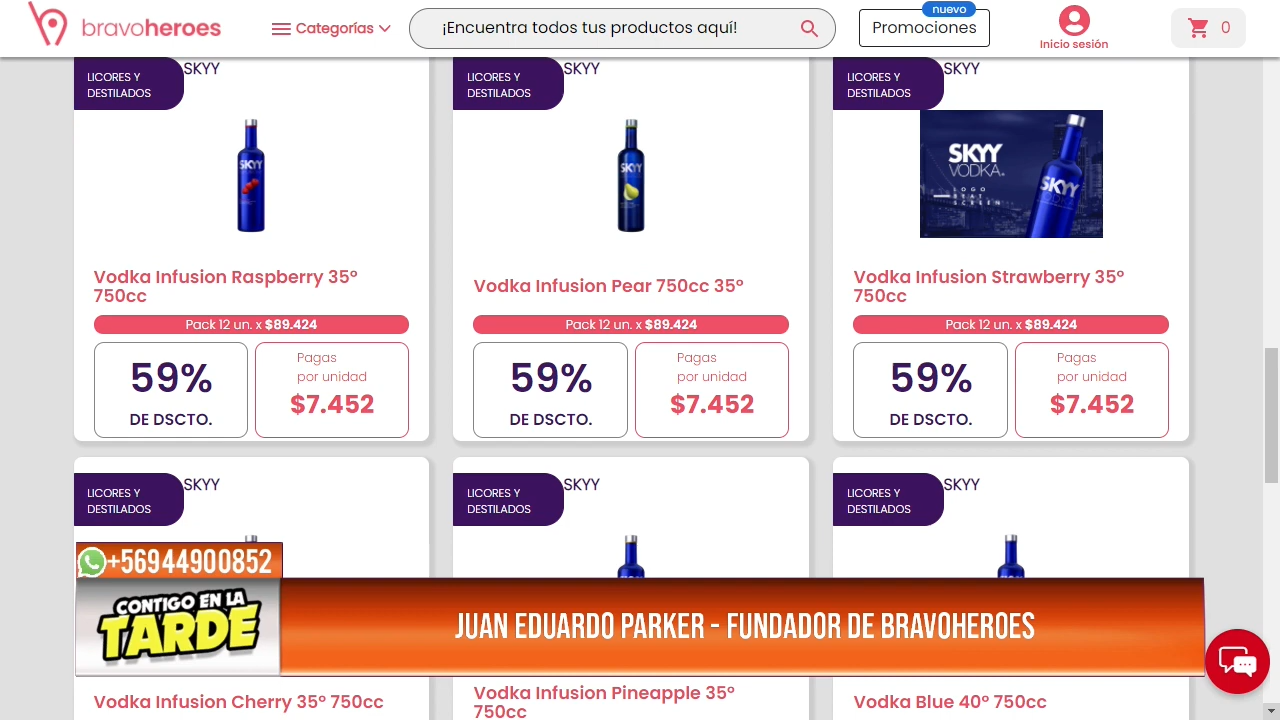 bravoheroes
Categorías
¡Encuentra todos tus productos aquí!
nuevo
Promociones
Inicio sesión
0
LICORES Y
DESTILADOS
SKYY
SKYY
Vodka Infusion Raspberry 35°
750cc
Pack 12 un. x $89.424
59%
DE DSCTO.
Pagas
por unidad
$7.452
LICORES Y
DESTILADOS
SKYY
SKYY
Vodka Infusion Pear 750cc 35°
Pack 12 un. x $89.424
59%
DE DSCTO.
Pagas
por unidad
$7.452
LICORES Y
DESTILADOS
SKYY
SKYY
VODKA
LOGO
BEAT
SCREEN
SKYY
Vodka Infusion Strawberry 35°
750cc
Pack 12 un. x $89.424
59%
DE DSCTO.
Pagas
por unidad
$7.452
LICORES Y
DESTILADOS
SKYY
LICORES Y
DESTILADOS
SKYY
LICORES Y
DESTILADOS
SKYY
+56944900852
CONTIGO EN LA
TARDE
JUAN EDUARDO PARKER - FUNDADOR DE BRAVOHEROES
Vodka Infusion Cherry 35° 750cc
Vodka Infusion Pineapple 35°
750cc
Vodka Blue 40° 750cc